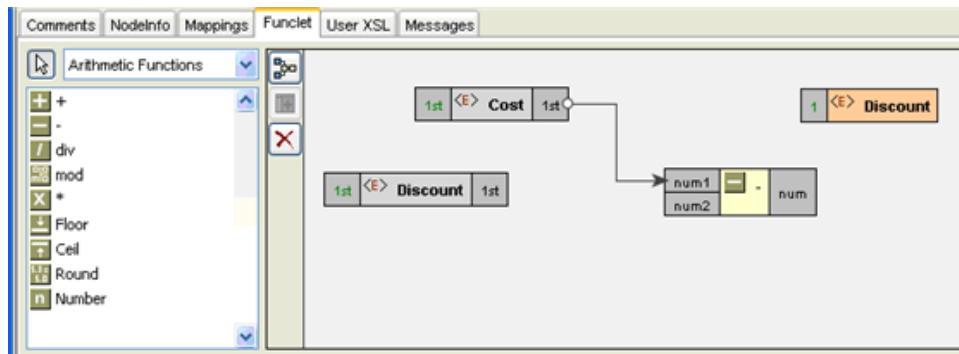 Comments NodeInfo Mappings Funclet User XSL Messages
Arithmetic Functions
+
-
div
mod
*
Floor
Ceil
Round
Number
1st <E> Cost 1st
1 <E> Discount
1st <E> Discount 1st
num1 - num
num2